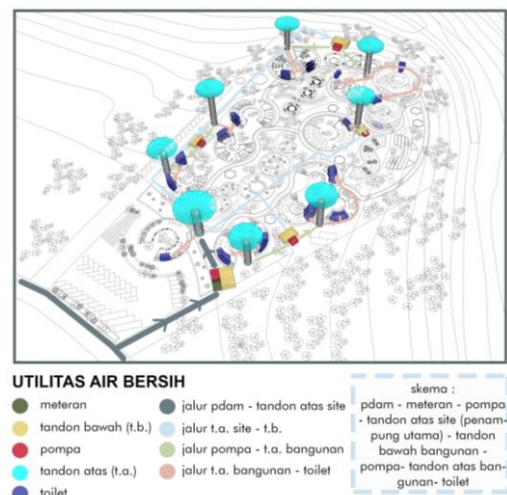 UTILITAS AIR BERSIH
meteran
tandon bawah (t.b.)
pompa
tandon atas (t.a.)
toilet
jalur pdam - tandon atas site
jalur t.a. site - t.b.
jalur pompa - t.a. bangunan
jalur t.a. bangunan - toilet
skema :
pdam - meteran - pompa
- tandon atas site (penam-
pung utama) - tandon
bawah bangunan -
pompa- tandon atas ban-
gunan- toilet